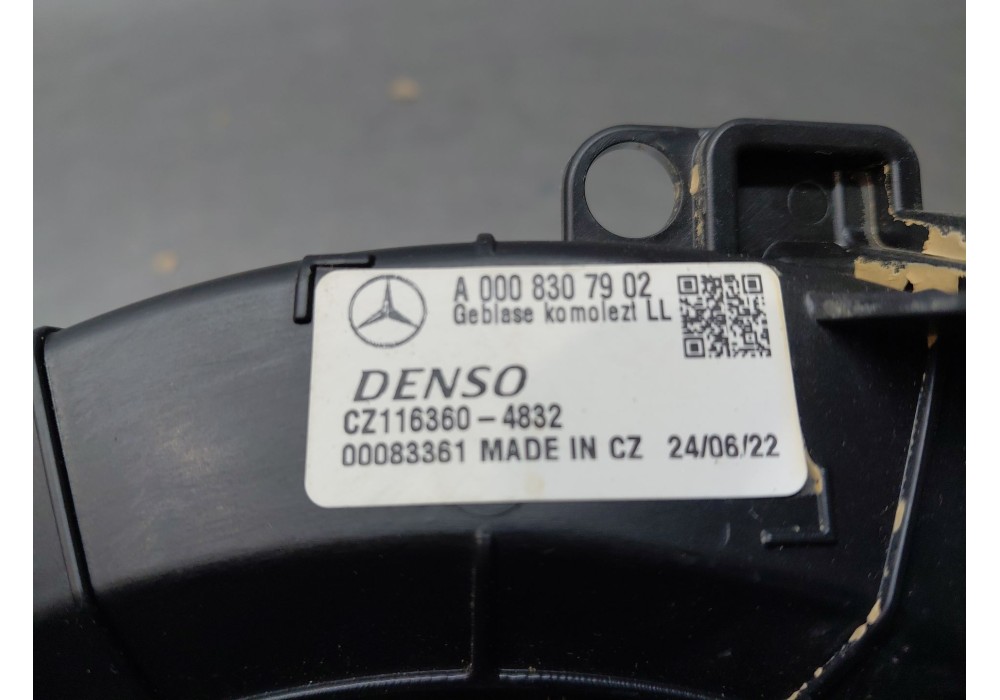 A 000 830 79 02
Geblase komolezt LL
DENSO
CZ116360-4832
00083361 MADE IN CZ 24/06/22